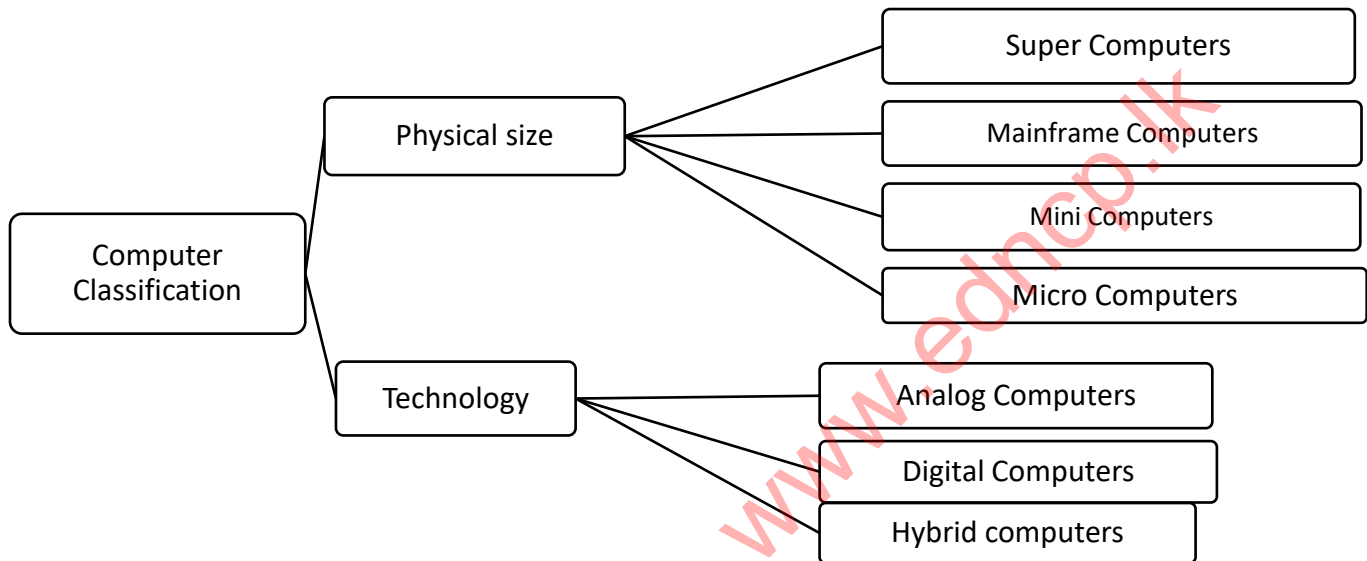 Computer
Classification
Physical size
Super Computers
Mainframe Computers
Mini Computers
Micro Computers
Technology
Analog Computers
Digital Computers
Hybrid computers
www.edncp.lk